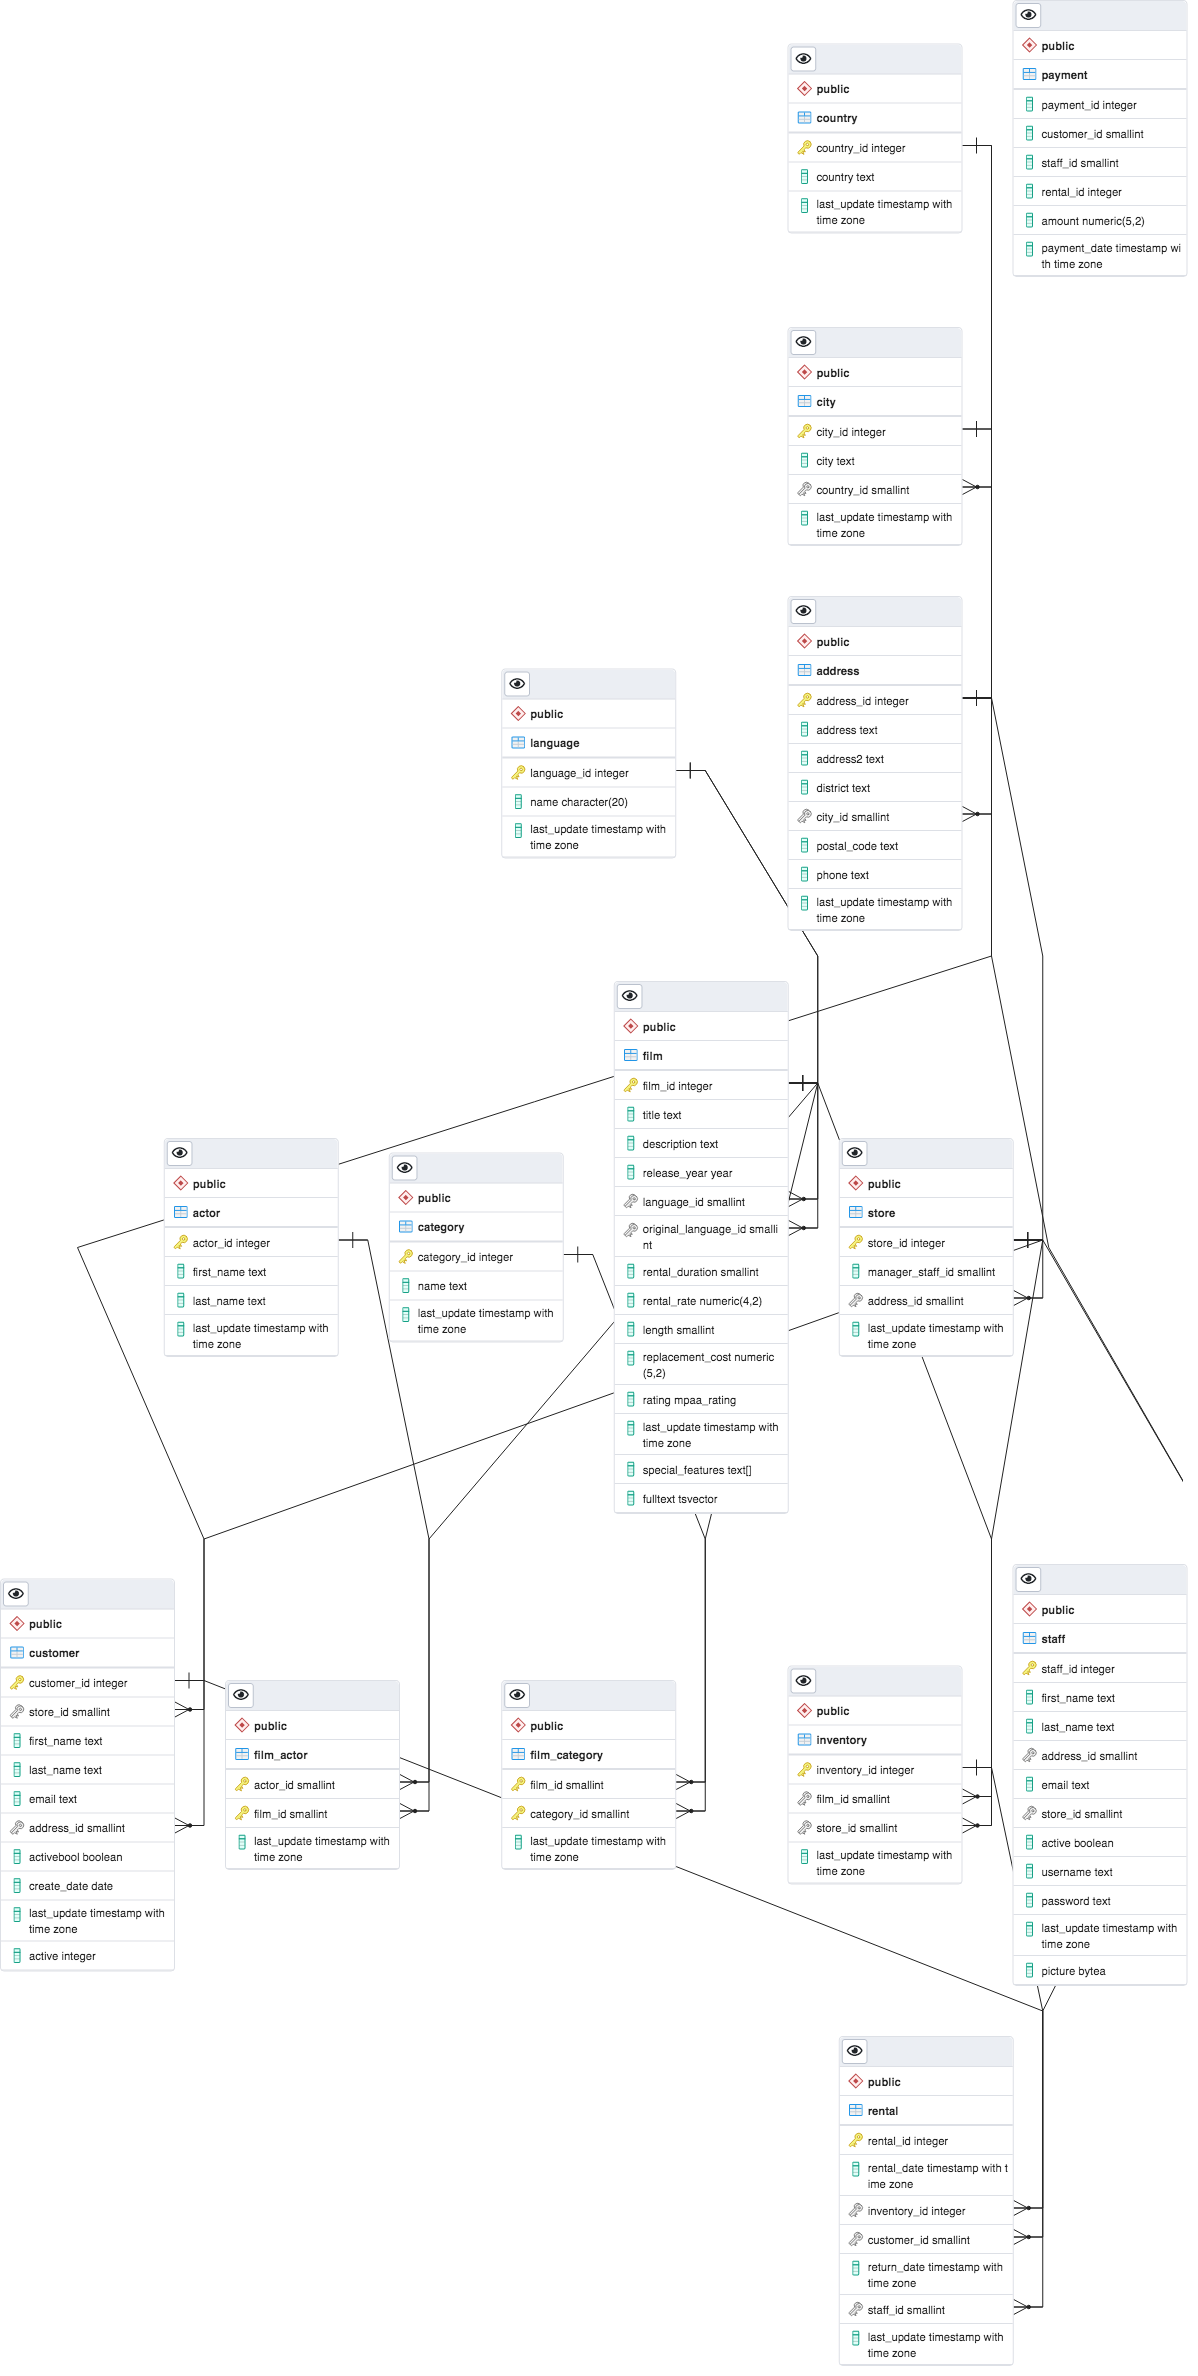 public
payment
payment_id integer
customer_id smallint
staff_id smallint
rental_id integer
amount numeric(5,2)
payment_date timestamp wi
th time zone
public
country
country_id integer
country text
last_update timestamp with
time zone
public
city
city_id integer
city text
country_id smallint
last_update timestamp with
time zone
public
address
address_id integer
address text
address2 text
district text
city_id smallint
postal_code text
phone text
last_update timestamp with
time zone
public
language
language_id integer
name character(20)
last_update timestamp with
time zone
public
film
film_id integer
title text
description text
release_year year
language_id smallint
original_language_id smalli
nt
rental_duration smallint
rental_rate numeric(4,2)
length smallint
replacement_cost numeric
(5,2)
rating mpaa_rating
last_update timestamp with
time zone
special_features text[]
fulltext tsvector
public
actor
actor_id integer
first_name text
last_name text
last_update timestamp with
time zone
public
category
category_id integer
name text
last_update timestamp with
time zone
public
store
store_id integer
manager_staff_id smallint
address_id smallint
last_update timestamp with
time zone
public
customer
customer_id integer
store_id smallint
first_name text
last_name text
email text
address_id smallint
activebool boolean
create_date date
last_update timestamp with
time zone
active integer
public
film_actor
actor_id smallint
film_id smallint
last_update timestamp with
time zone
public
film_category
film_id smallint
category_id smallint
last_update timestamp with
time zone
public
inventory
inventory_id integer
film_id smallint
store_id smallint
last_update timestamp with
time zone
public
staff
staff_id integer
first_name text
last_name text
address_id smallint
email text
store_id smallint
active boolean
username text
password text
last_update timestamp with
time zone
picture bytea
public
rental
rental_id integer
rental_date timestamp with t
ime zone
inventory_id integer
customer_id smallint
return_date timestamp with
time zone
staff_id smallint
last_update timestamp with
time zone